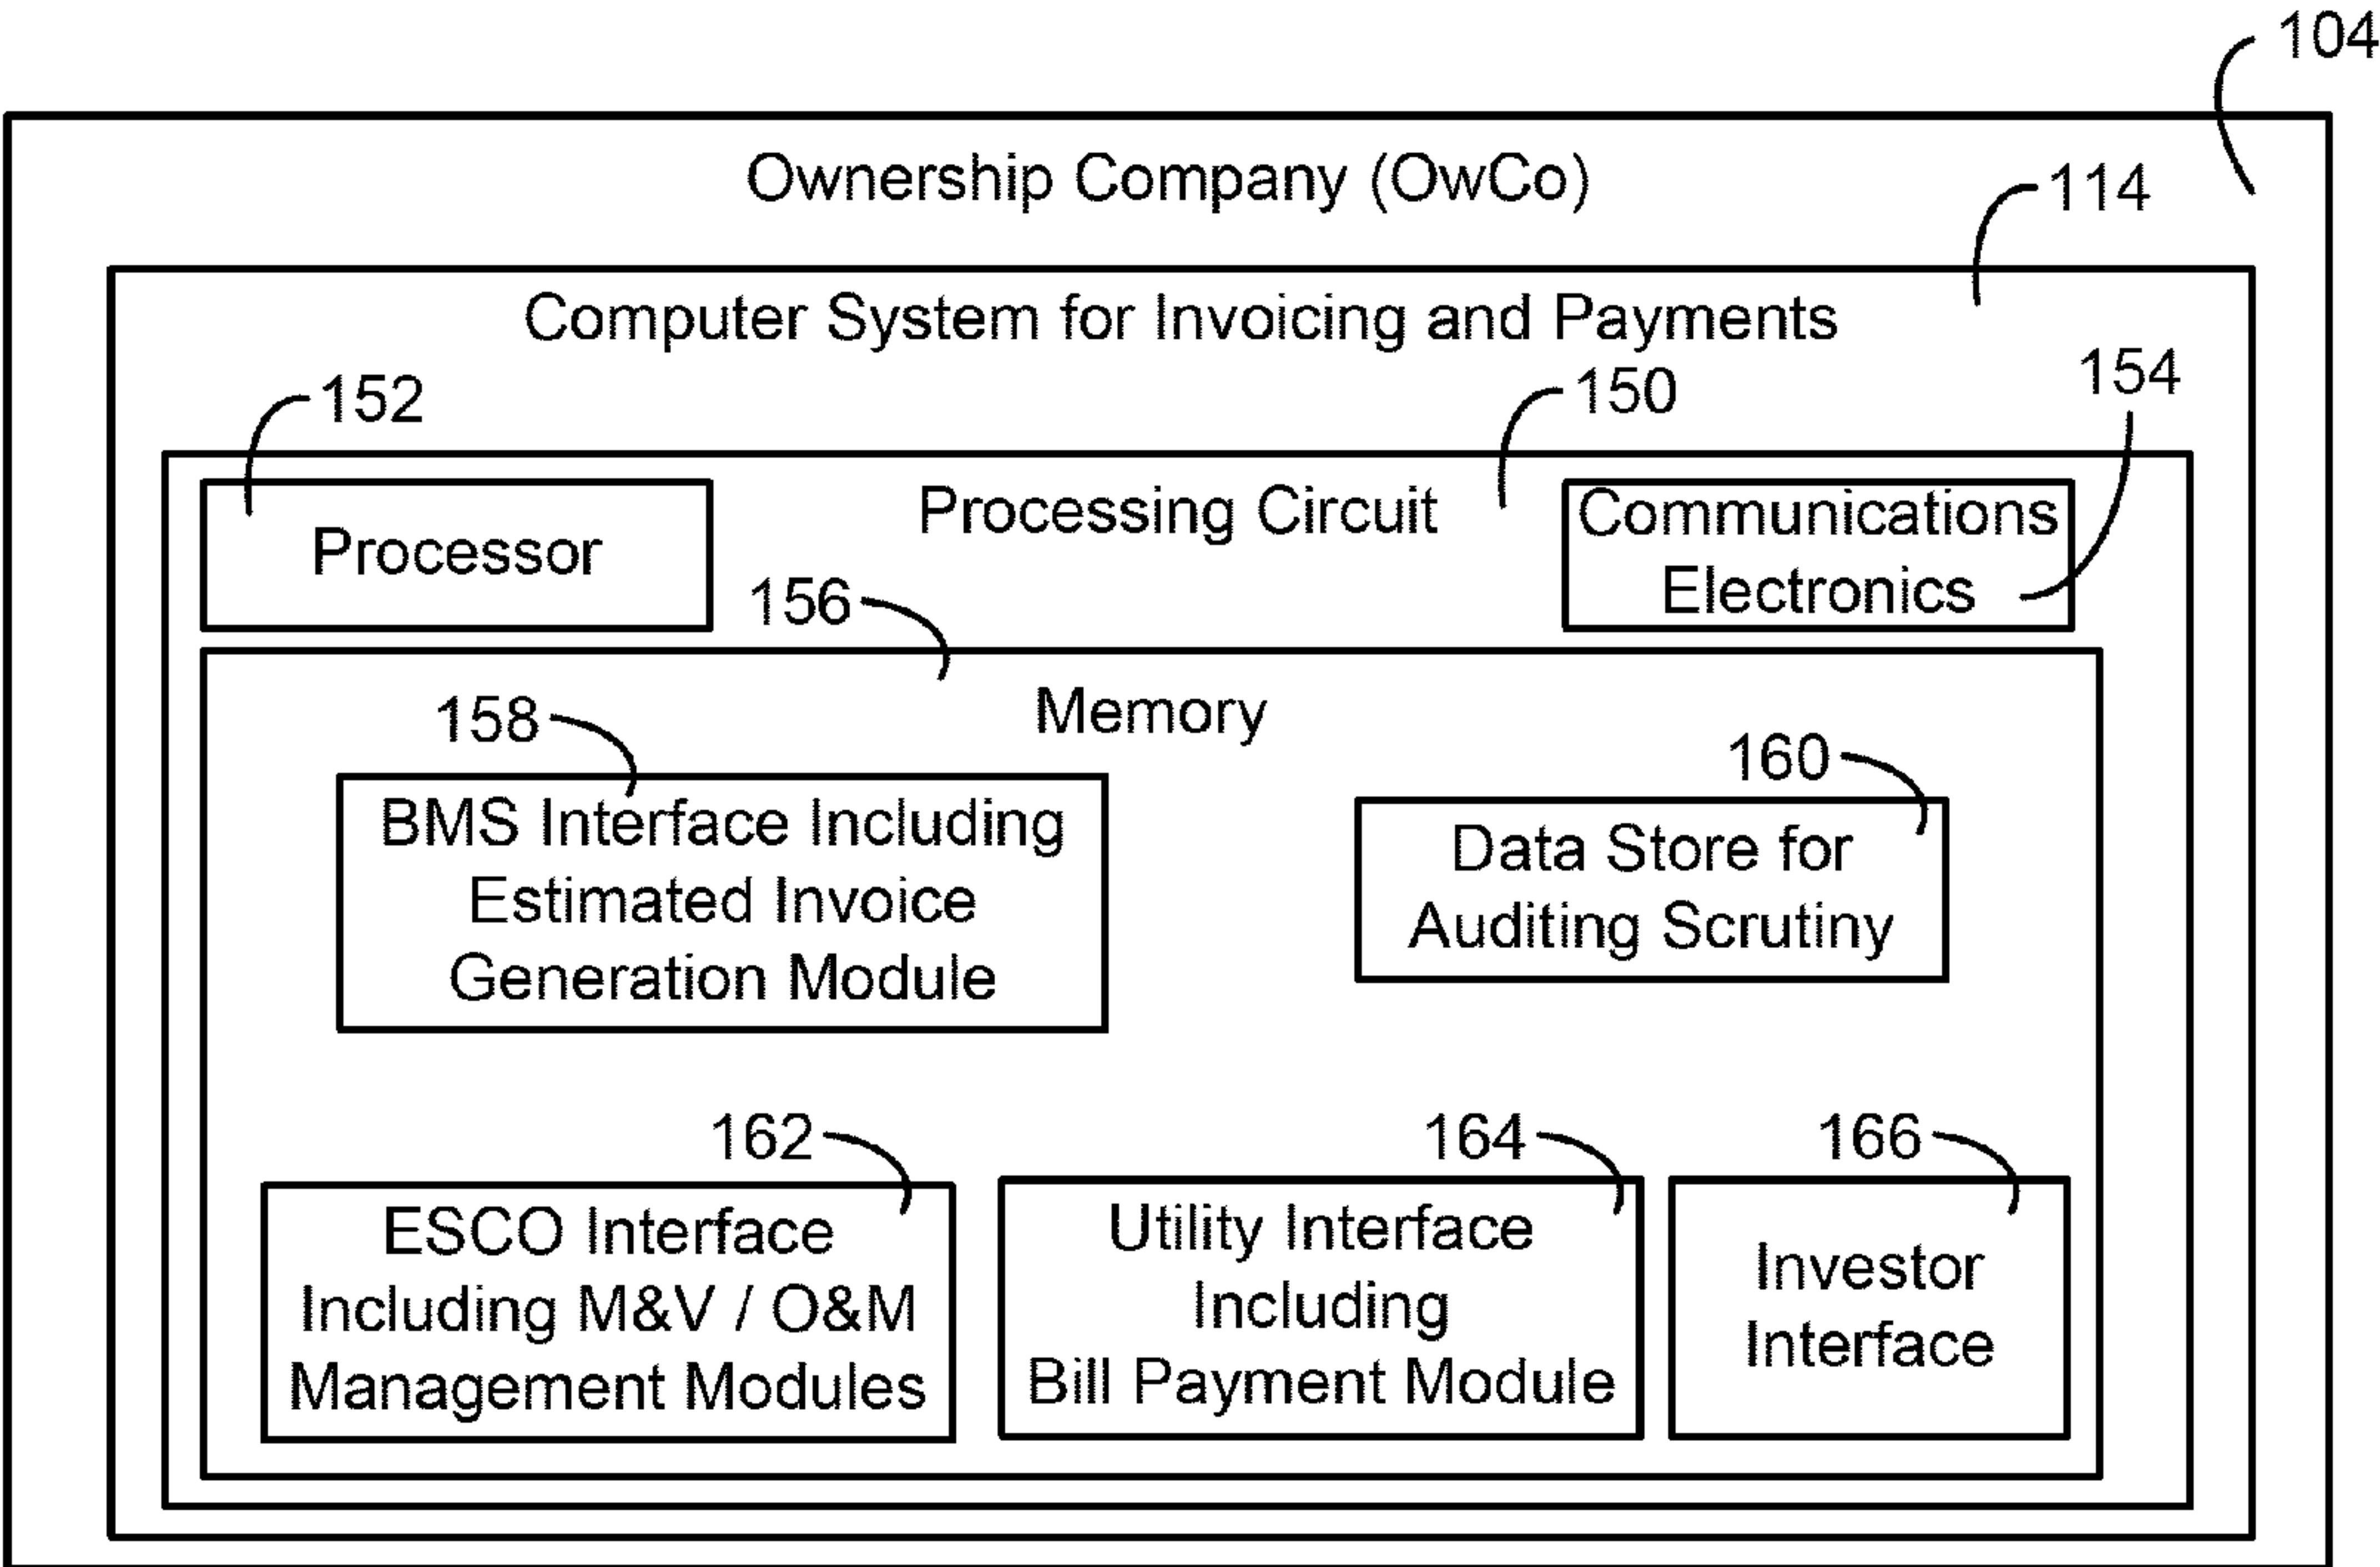 104
Ownership Company (OwCo)
114
Computer System for Invoicing and Payments
152
150
154
Processor
Processing Circuit
Communications
Electronics
156
Memory
158
BMS Interface Including
Estimated Invoice
Generation Module
160
Data Store for
Auditing Scrutiny
162
ESCO Interface
Including M&V / O&M
Management Modules
164
Utility Interface
Including
Bill Payment Module
166
Investor
Interface